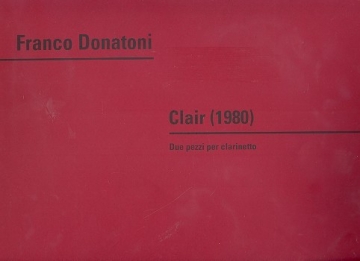 Franco Donatoni
Clair (1980)
Due pezzi per clarinetto